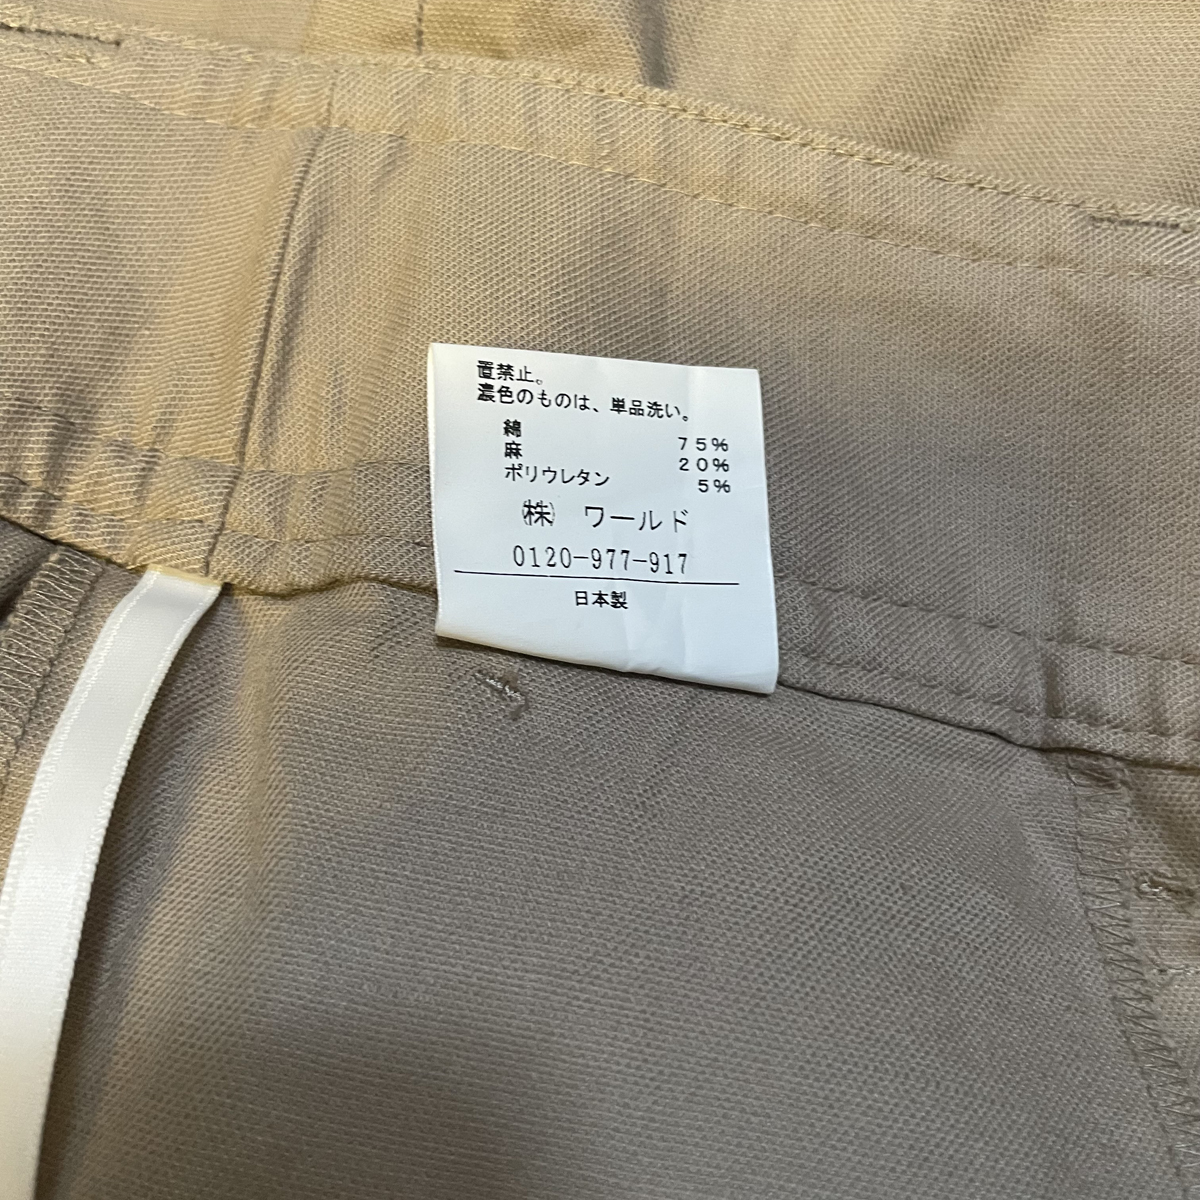 置禁止。
濃色のものは、単品洗い。
綿 75%
麻 20%
ポリウレタン 5%
㈱ ワールド
0120-977-917
日本製